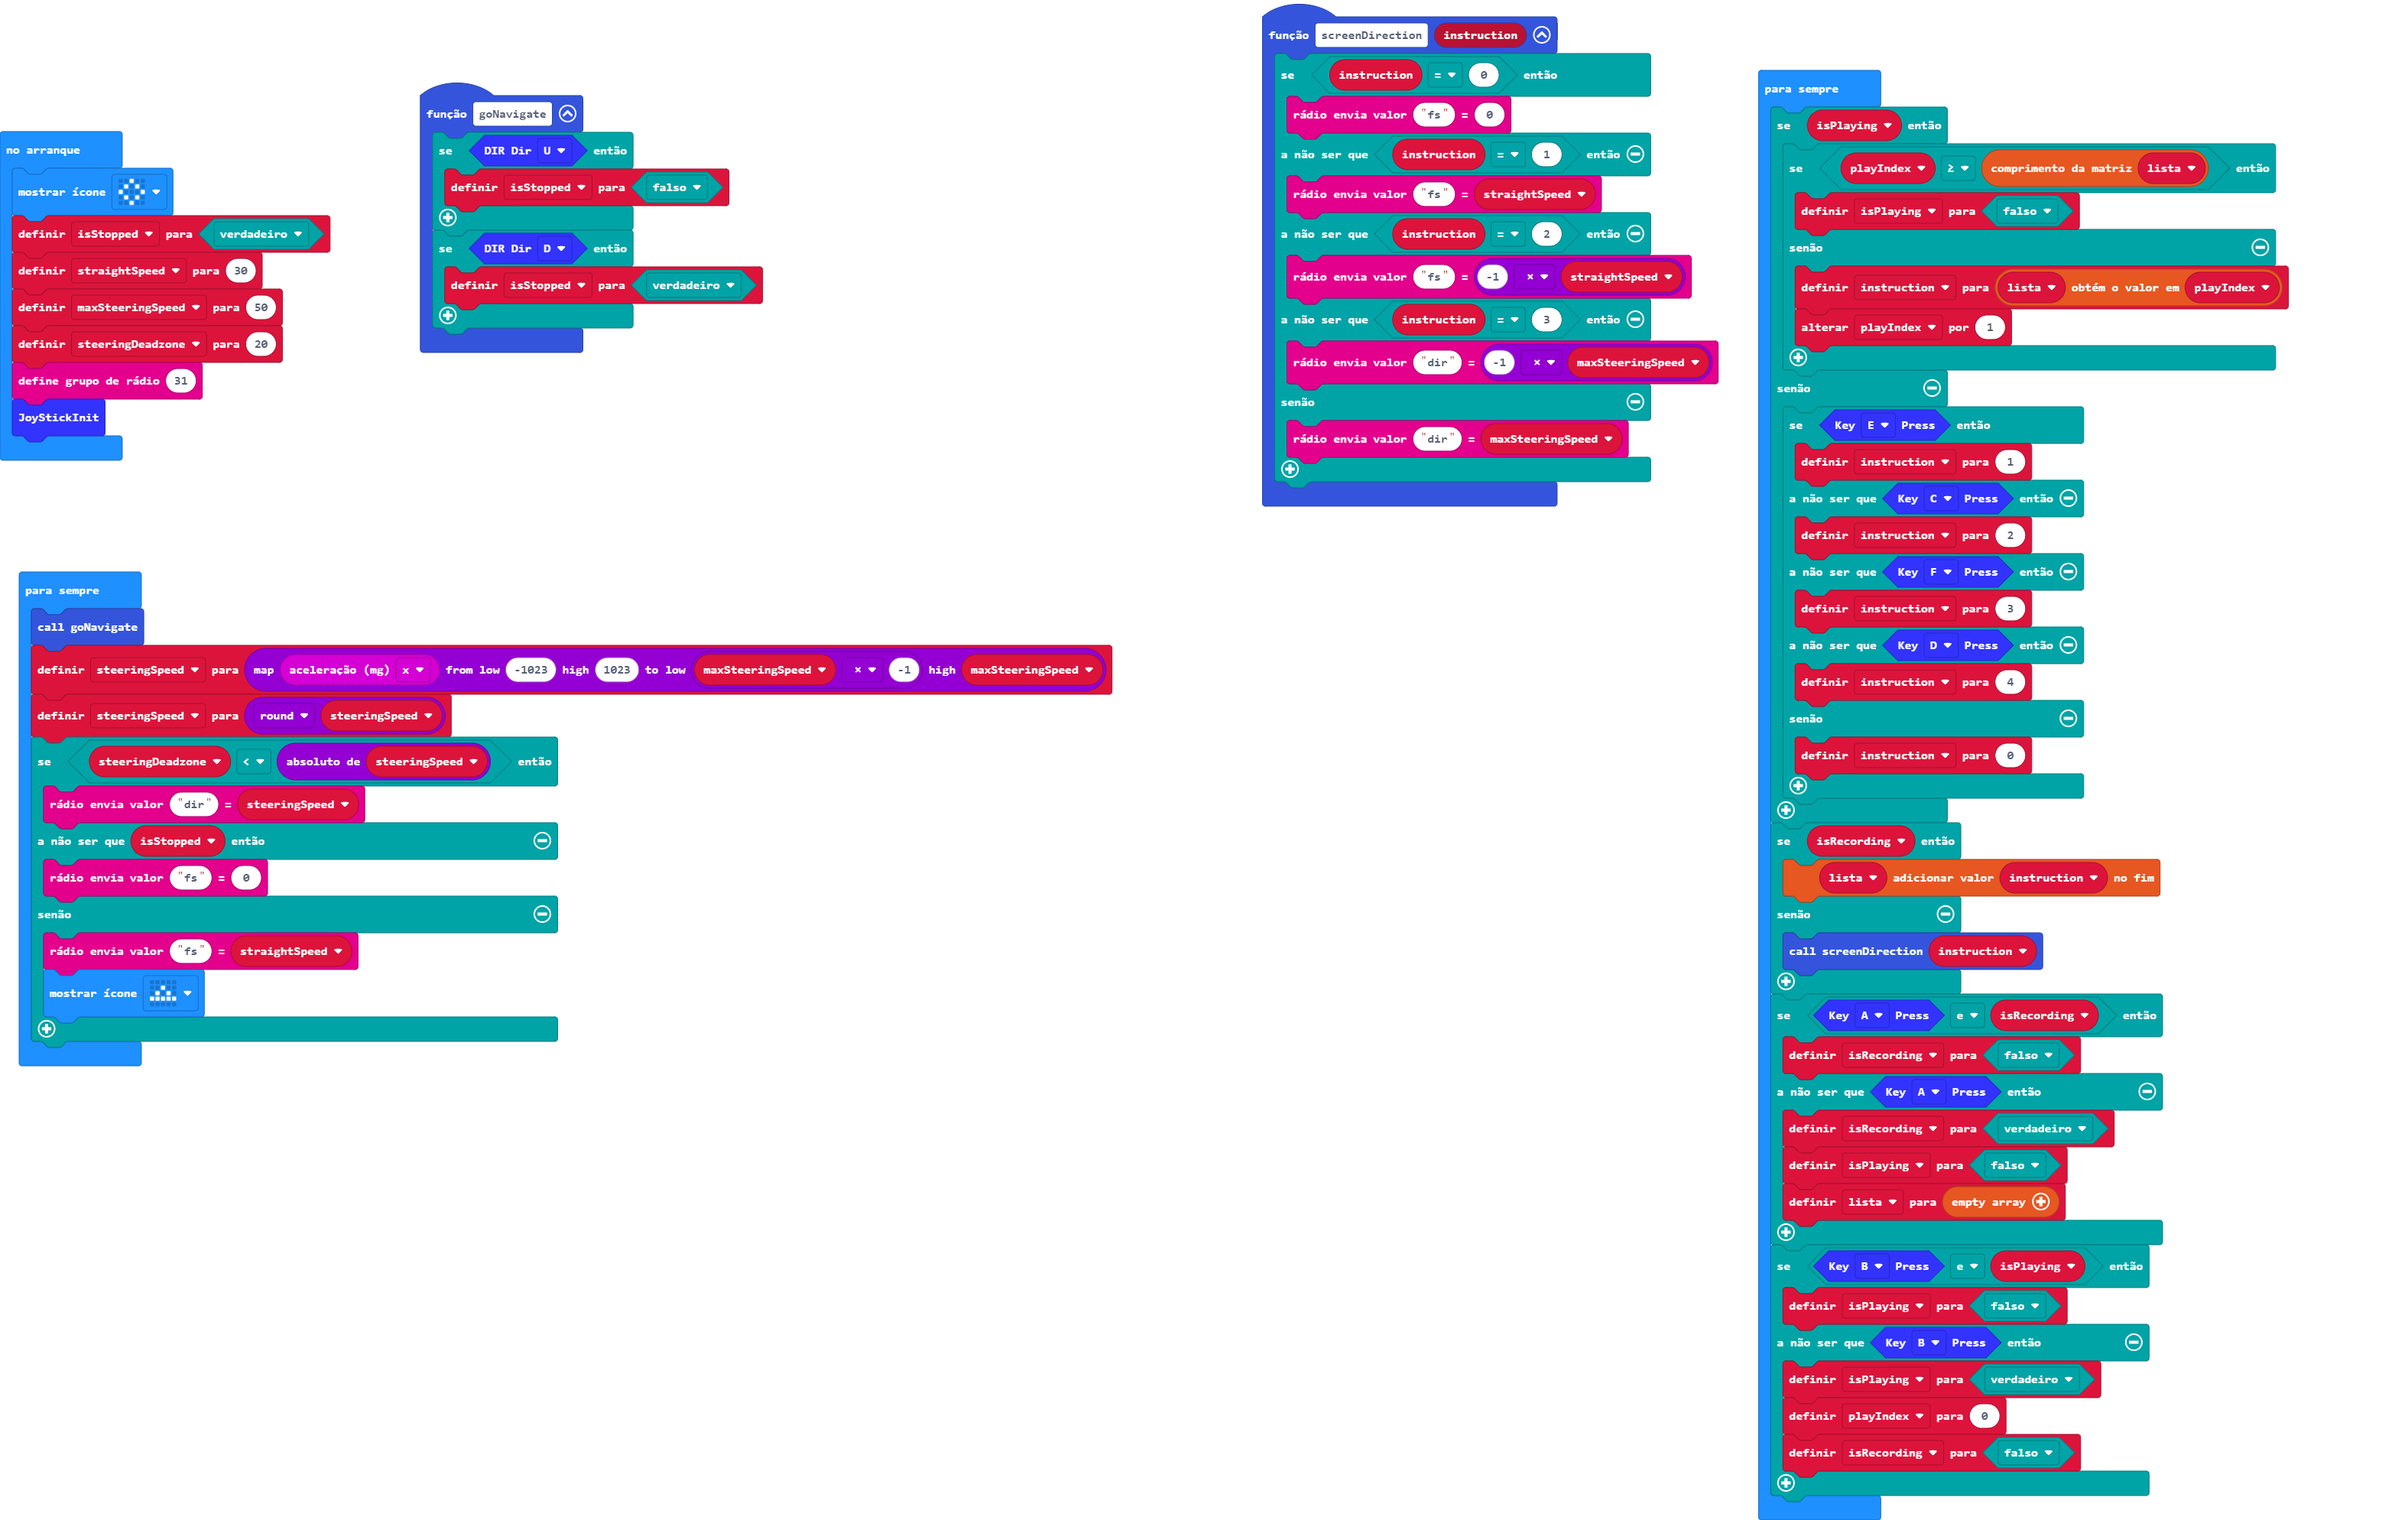 no arranque
mostrar ícone
definir isStopped para verdadeiro
definir straightSpeed para 30
definir maxSteeringSpeed para 50
definir steeringDeadzone para 20
define grupo de rádio 31
JoyStickInit
função goNavigate
se DIR Dir U então
definir isStopped para falso
se DIR Dir D então
definir isStopped para verdadeiro
para sempre
call goNavigate
definir steeringSpeed para map aceleração (mg) x from low -1023 high 1023 to low maxSteeringSpeed × -1 high maxSteeringSpeed
definir steeringSpeed para round steeringSpeed
se steeringDeadzone < absoluto de steeringSpeed então
rádio envia valor "dir" = steeringSpeed
a não ser que isStopped então
rádio envia valor "fs" = 0
senão
rádio envia valor "fs" = straightSpeed
mostrar ícone
função screenDirection instruction
se instruction = 0 então
rádio envia valor "fs" = 0
a não ser que instruction = 1 então
rádio envia valor "fs" = straightSpeed
a não ser que instruction = 2 então
rádio envia valor "fs" = -1 × straightSpeed
a não ser que instruction = 3 então
rádio envia valor "dir" = -1 × maxSteeringSpeed
senão
rádio envia valor "dir" = maxSteeringSpeed
para sempre
se isPlaying então
se playIndex ≥ comprimento da matriz lista então
definir isPlaying para falso
senão
definir instruction para lista obtém o valor em playIndex
alterar playIndex por 1
senão
se Key E Press então
definir instruction para 1
a não ser que Key C Press então
definir instruction para 2
a não ser que Key F Press então
definir instruction para 3
a não ser que Key D Press então
definir instruction para 4
senão
definir instruction para 0
se isRecording então
lista adicionar valor instruction no fim
senão
call screenDirection instruction
se Key A Press e isRecording então
definir isRecording para falso
a não ser que Key A Press então
definir isRecording para verdadeiro
definir isPlaying para falso
definir lista para empty array
se Key B Press e isPlaying então
definir isPlaying para falso
a não ser que Key B Press então
definir isPlaying para verdadeiro
definir playIndex para 0
definir isRecording para falso